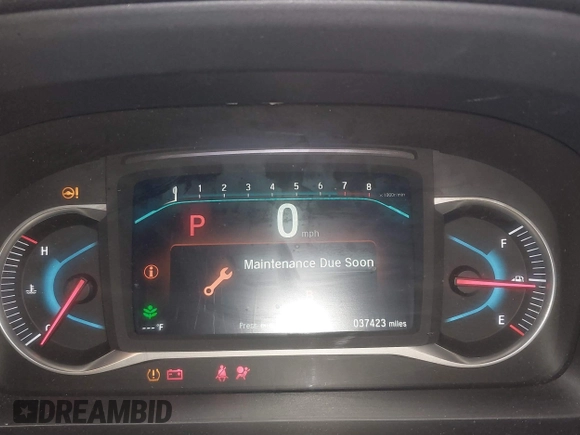 1 2 3 4 5 6 7 8
H
F
P
0 mph
Maintenance Due Soon
C
E
---°F
037423 miles
DREAMBID